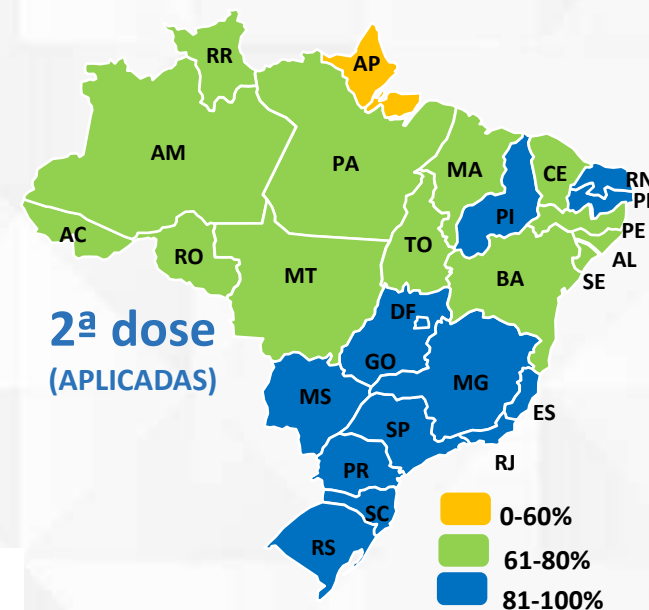 RR
AP
AM
PA
MA
CE
RN
PI
PB
AC
RO
MT
TO
PE
AL
SE
BA
2ª dose
(APLICADAS)
DF
GO
MS
MG
ES
SP
RJ
PR
SC
RS
0-60%
61-80%
81-100%